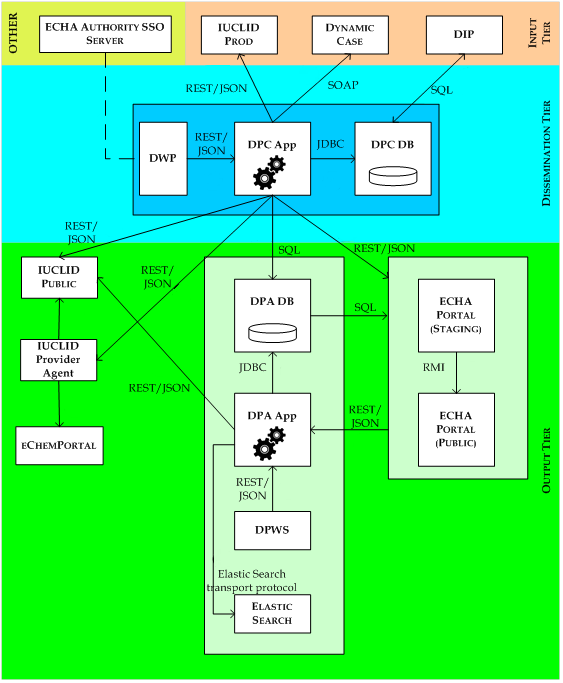 OTHER
ECHA AUTHORITY SSO
SERVER
IUCLID
PROD
DYNAMIC
CASE
DIP
INPUT
TIER
REST/JSON
SOAP
SQL
DISSEMINATION TIER
DWP
REST/
JSON
DPC App
JDBC
DPC DB
REST/
JSON
SQL
REST/JSON
IUCLID
PUBLIC
REST/
JSON
DPA DB
SQL
ECHA
PORTAL
(STAGING)
IUCLID
Provider
Agent
JDBC
RMI
REST/JSON
DPA App
REST/
JSON
ECHA
PORTAL
(PUBLIC)
ECHEMPORTAL
OUTPUT TIER
REST/
JSON
DPWS
Elastic Search
transport protocol
ELASTIC
SEARCH